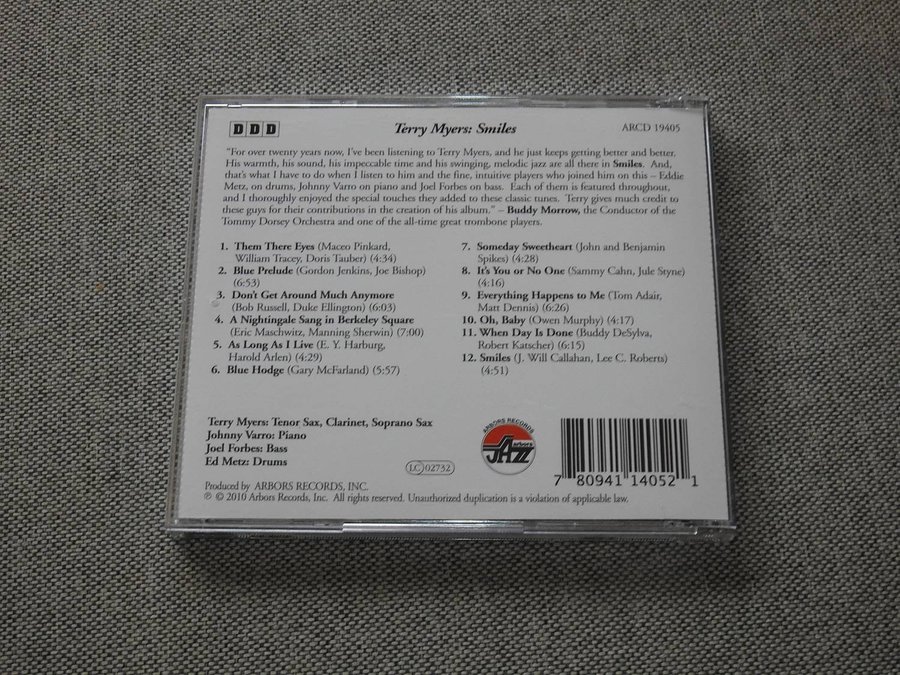 DDD
Terry Myers: Smiles
ARCD 19405
"For over twenty years now, I've been listening to Terry Myers, and he just keeps getting better and better.
His warmth, his sound, his impeccable time and his swinging, melodic jazz are all there in Smiles. And,
that's what I have to do when I listen to him and the fine, intuitive players who joined him on this – Eddie
Metz, on drums, Johnny Varro on piano and Joel Forbes on bass. Each of them is featured throughout,
and I thoroughly enjoyed the special touches they added to these classic tunes. Terry gives much credit to
these guys for their contributions in the creation of his album." – Buddy Morrow, the Conductor of the
Tommy Dorsey Orchestra and one of the all-time great trombone players.
1. Them There Eyes (Maceo Pinkard,
William Tracey, Doris Tauber) (4:34)
2. Blue Prelude (Gordon Jenkins, Joe Bishop)
(6:53)
3. Don't Get Around Much Anymore
(Bob Russell, Duke Ellington) (6:03)
4. A Nightingale Sang in Berkeley Square
(Eric Maschwitz, Manning Sherwin) (7:00)
5. As Long As I Live (E. Y. Harburg,
Harold Arlen) (4:29)
6. Blue Hodge (Gary McFarland) (5:57)
7. Someday Sweetheart (John and Benjamin
Spikes) (4:28)
8. It's You or No One (Sammy Cahn, Jule Styne)
(4:16)
9. Everything Happens to Me (Tom Adair,
Matt Dennis) (6:26)
10. Oh, Baby (Owen Murphy) (4:17)
11. When Day Is Done (Buddy DeSylva,
Robert Katscher) (6:15)
12. Smiles (J. Will Callahan, Lee C. Roberts)
(4:51)
Terry Myers: Tenor Sax, Clarinet, Soprano Sax
Johnny Varro: Piano
Joel Forbes: Bass
Ed Metz: Drums
LC 02732
ARBORS RECORDS
Arbors
JAZZ
7 80941 14052 1
Produced by ARBORS RECORDS, INC.
℗ © 2010 Arbors Records, Inc. All rights reserved. Unauthorized duplication is a violation of applicable law.